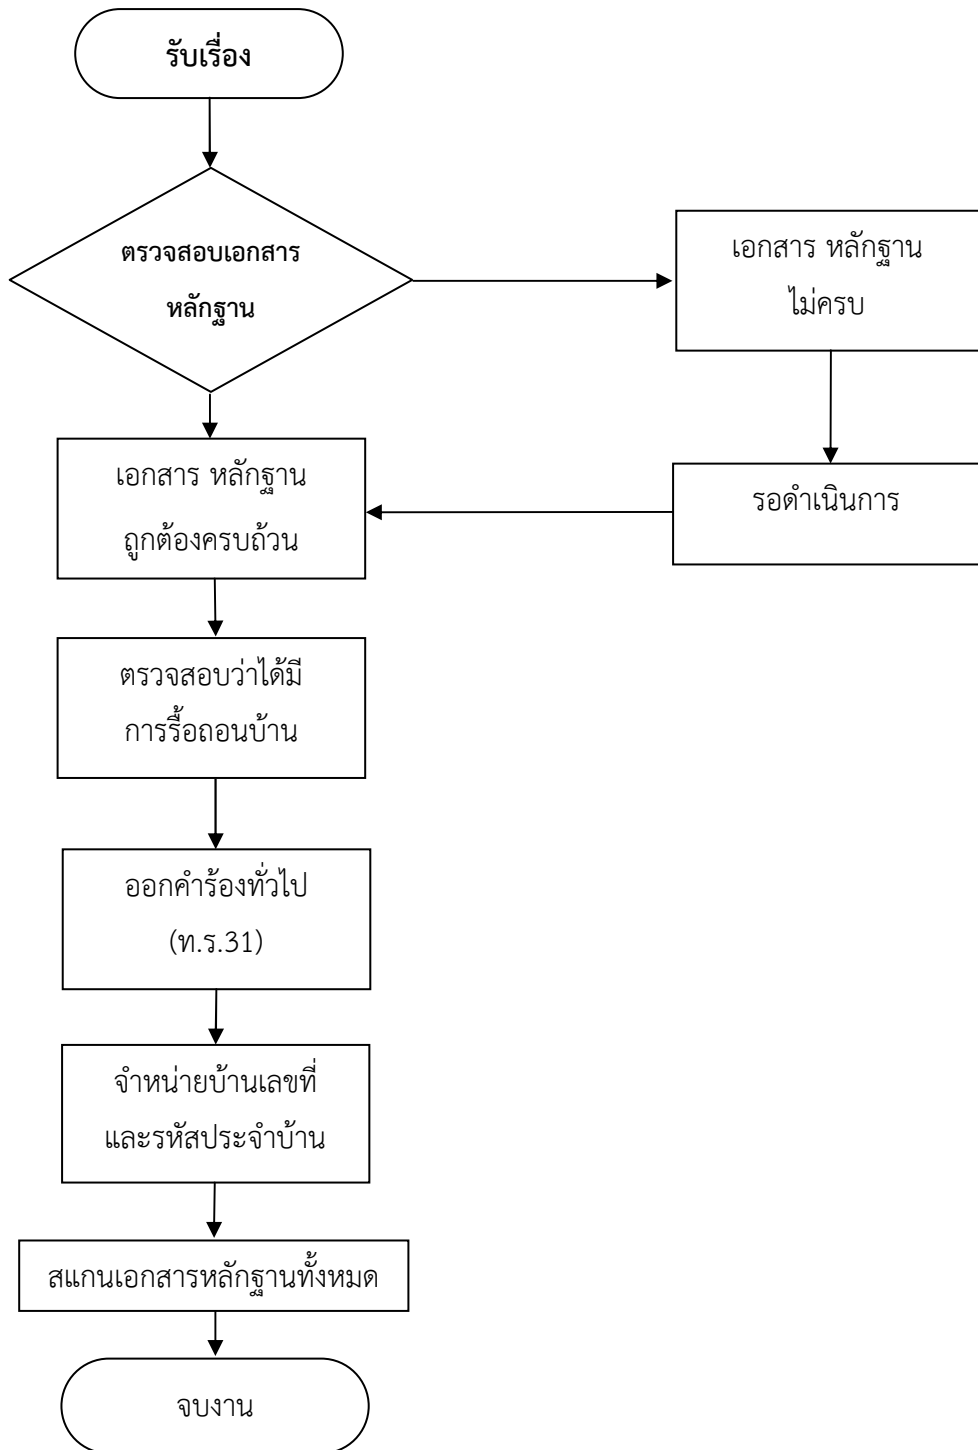 รับเรื่อง
ตรวจสอบเอกสาร
หลักฐาน
เอกสาร หลักฐาน
ไม่ครบ
เอกสาร หลักฐาน
ถูกต้องครบถ้วน
รอดำเนินการ
ตรวจสอบว่าได้มี
การรื้อถอนบ้าน
ออกคำร้องทั่วไป
(ท.ร.31)
จำหน่ายบ้านเลขที่
และรหัสประจำบ้าน
สแกนเอกสารหลักฐานทั้งหมด
จบงาน